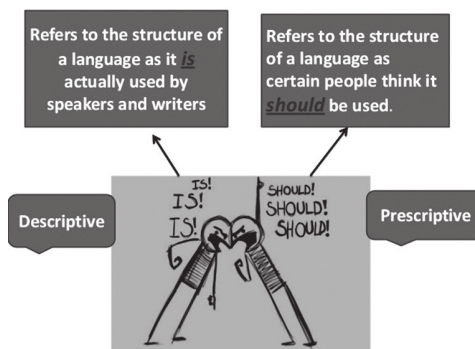 Refers to the structure of
a language as it is
actually used by
speakers and writers
Refers to the structure
of a language as
certain people think it
should be used.
Descriptive
IS!
IS!
IS!
SHOULD!
SHOULD!
SHOULD!
Prescriptive